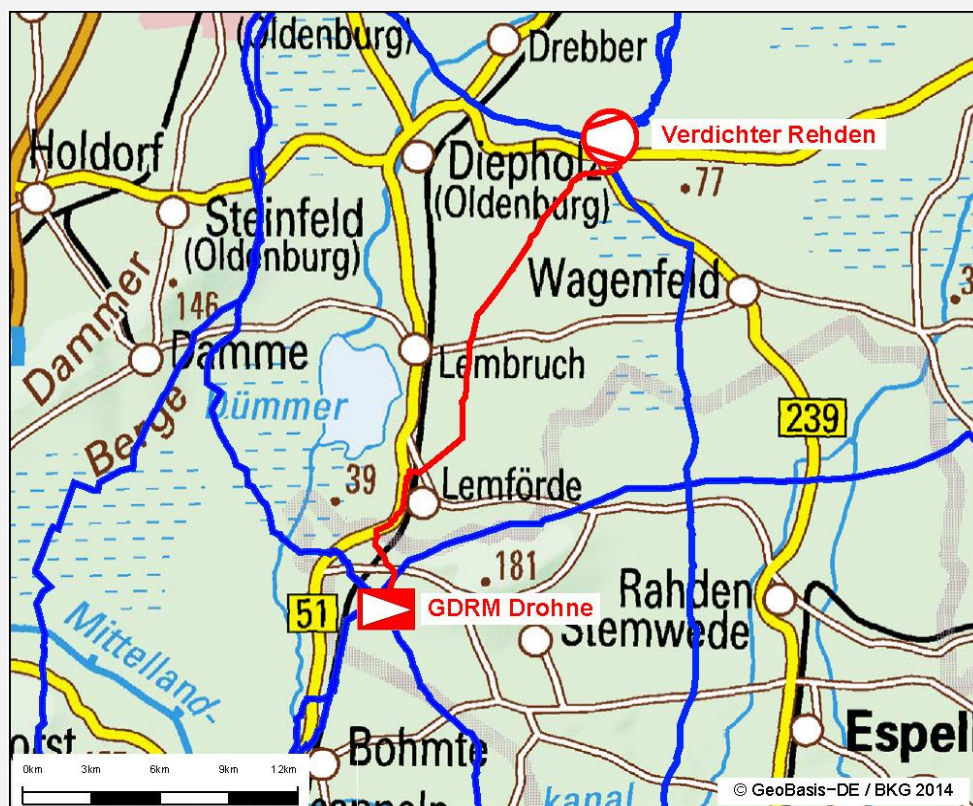 (Oldenburg)
Drebber
Verdichter Rehden
Holdorf
Diepholz
(Oldenburg)
77
Steinfeld
(Oldenburg)
Wagenfeld
146
Dammer
Berge
Damme
Lembruch
Dümmer
239
39
Lemförde
181
Rahden
51
GDRM Drohne
Stemwede
Mittelland-
kanal
Bohmte
0km 3km 6km 9km 12km
© GeoBasis-DE / BKG 2014